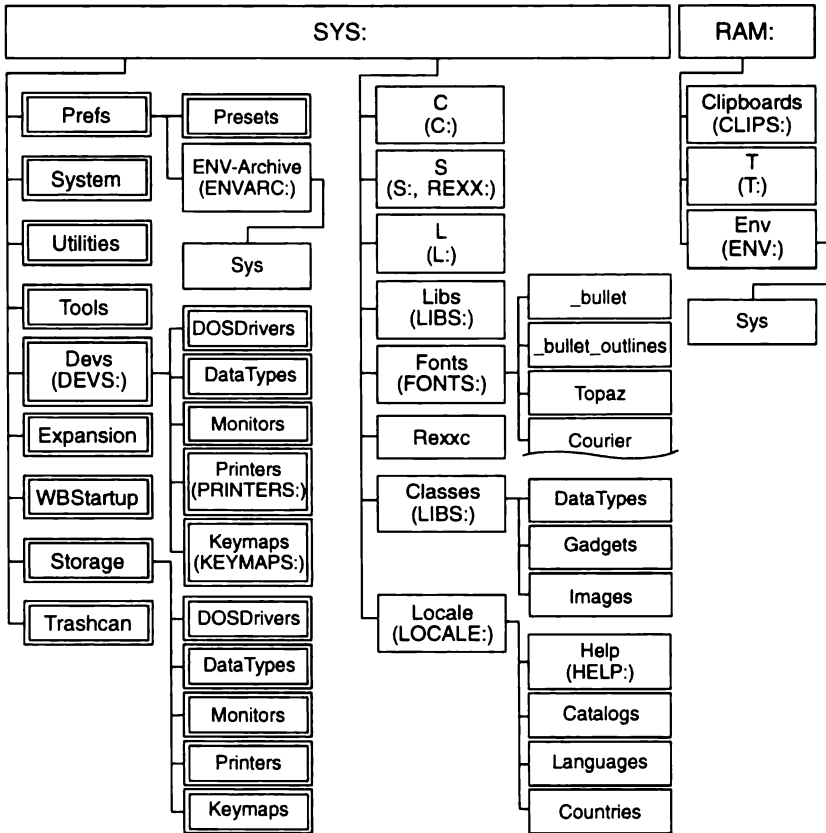 SYS:
RAM:
Prefs
Presets
ENV-Archive
(ENVARC:)
Sys
System
Utilities
Tools
Devs
(DEVS:)
DOSDrivers
DataTypes
Monitors
Printers
(PRINTERS:)
Keymaps
(KEYMAPS:)
Expansion
WBStartup
Storage
DOSDrivers
DataTypes
Monitors
Printers
Keymaps
Trashcan
C
(C:)
S
(S:, REXX:)
L
(L:)
Libs
(LIBS:)
Fonts
(FONTS:)
_bullet
_bullet_outlines
Topaz
Courier
Rexxc
Classes
(LIBS:)
DataTypes
Gadgets
Images
Locale
(LOCALE:)
Help
(HELP:)
Catalogs
Languages
Countries
Clipboards
(CLIPS:)
T
(T:)
Env
(ENV:)
Sys